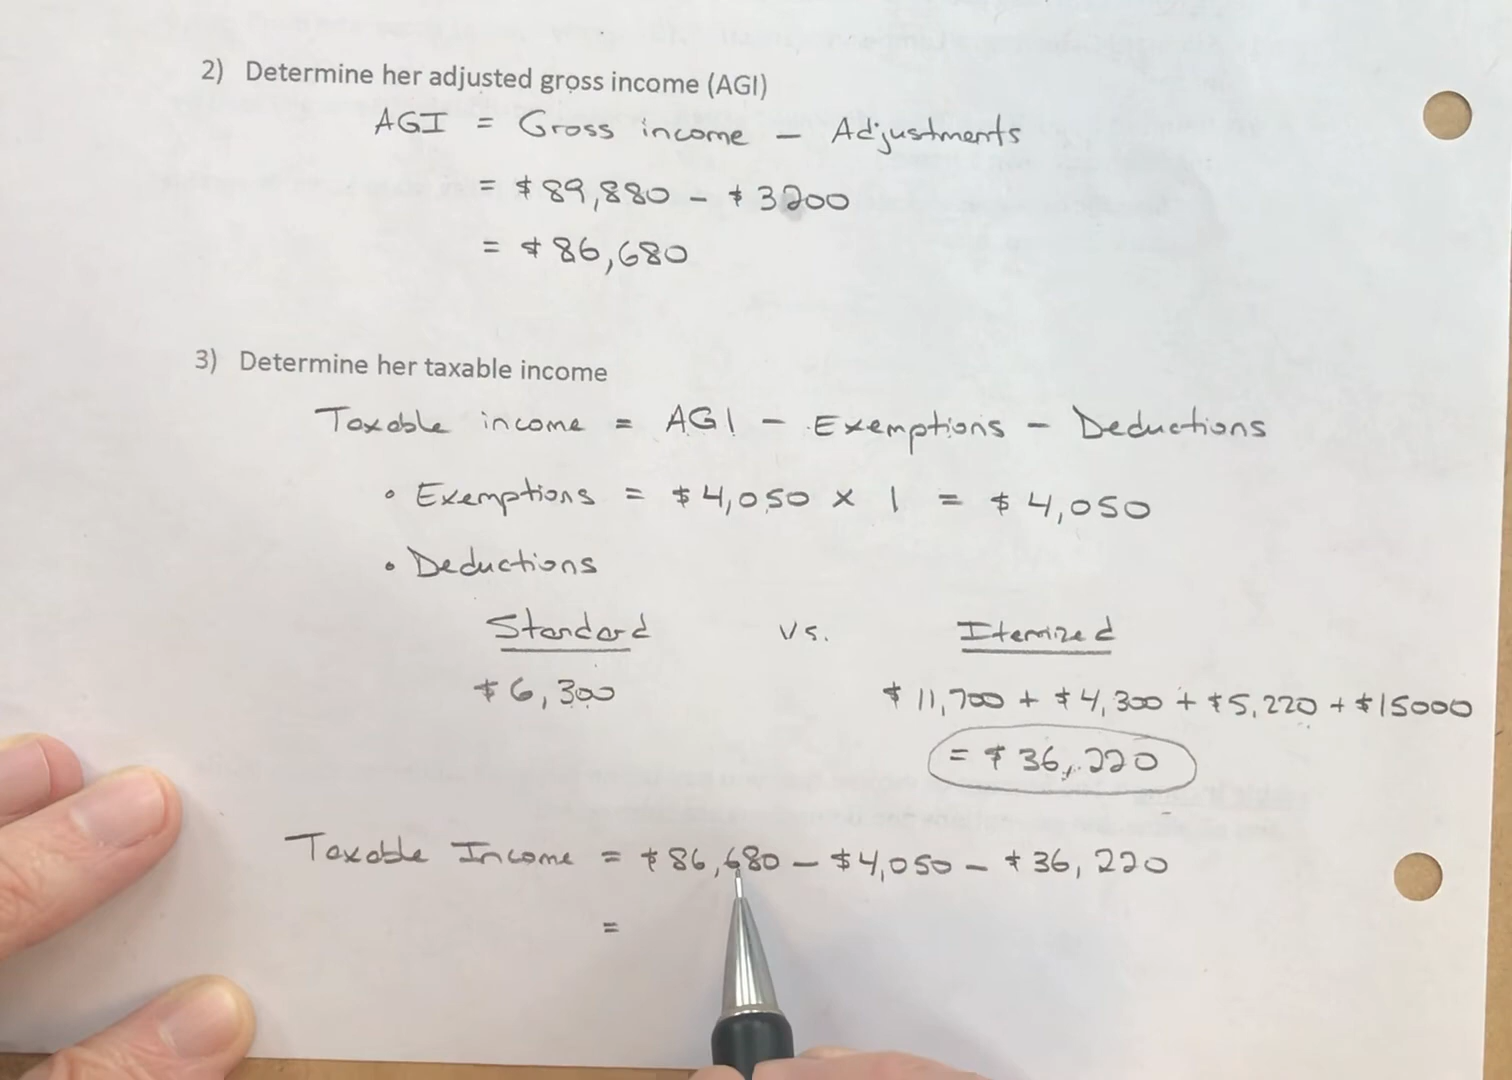 2) Determine her adjusted gross income (AGI)
AGI = Gross income - Adjustments
= $89,880 - $3200
= $86,680
3) Determine her taxable income
Taxable income = AGI - Exemptions - Deductions
• Exemptions = $4,050 × 1 = $4,050
• Deductions
Standard vs. Itemized
$6,300 $11,700 + $4,300 + $5,220 + $15000
= $36,220
Taxable Income = $86,680 - $4,050 - $36,220
=